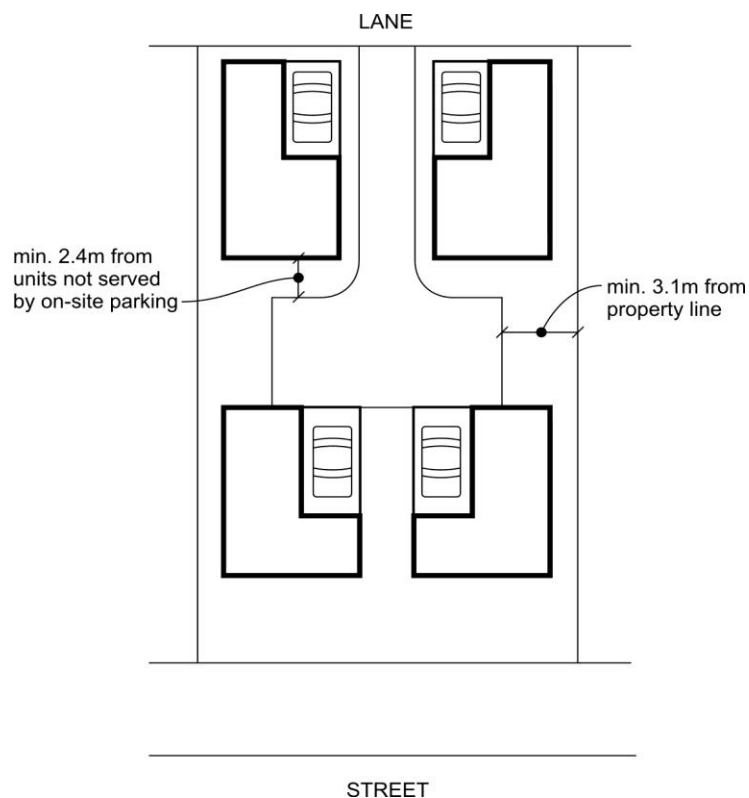 LANE
min. 2.4m from
units not served
by on-site parking
min. 3.1m from
property line
STREET